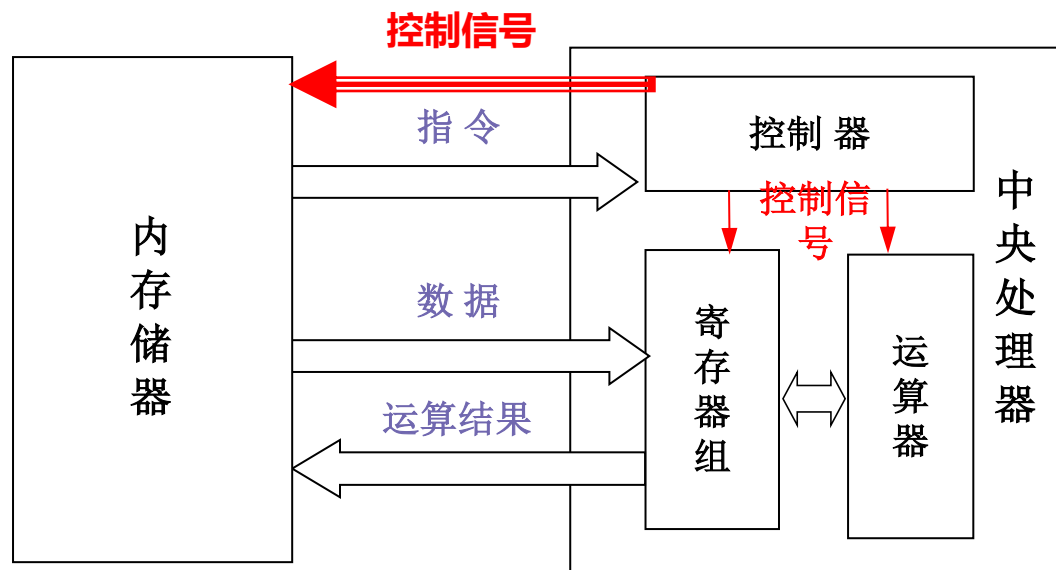 控制信号
指 令
控制 器
控制信
号
中
央
处
理
器
内
存
储
器
数 据
寄
存
器
组
运
算
器
运算结果